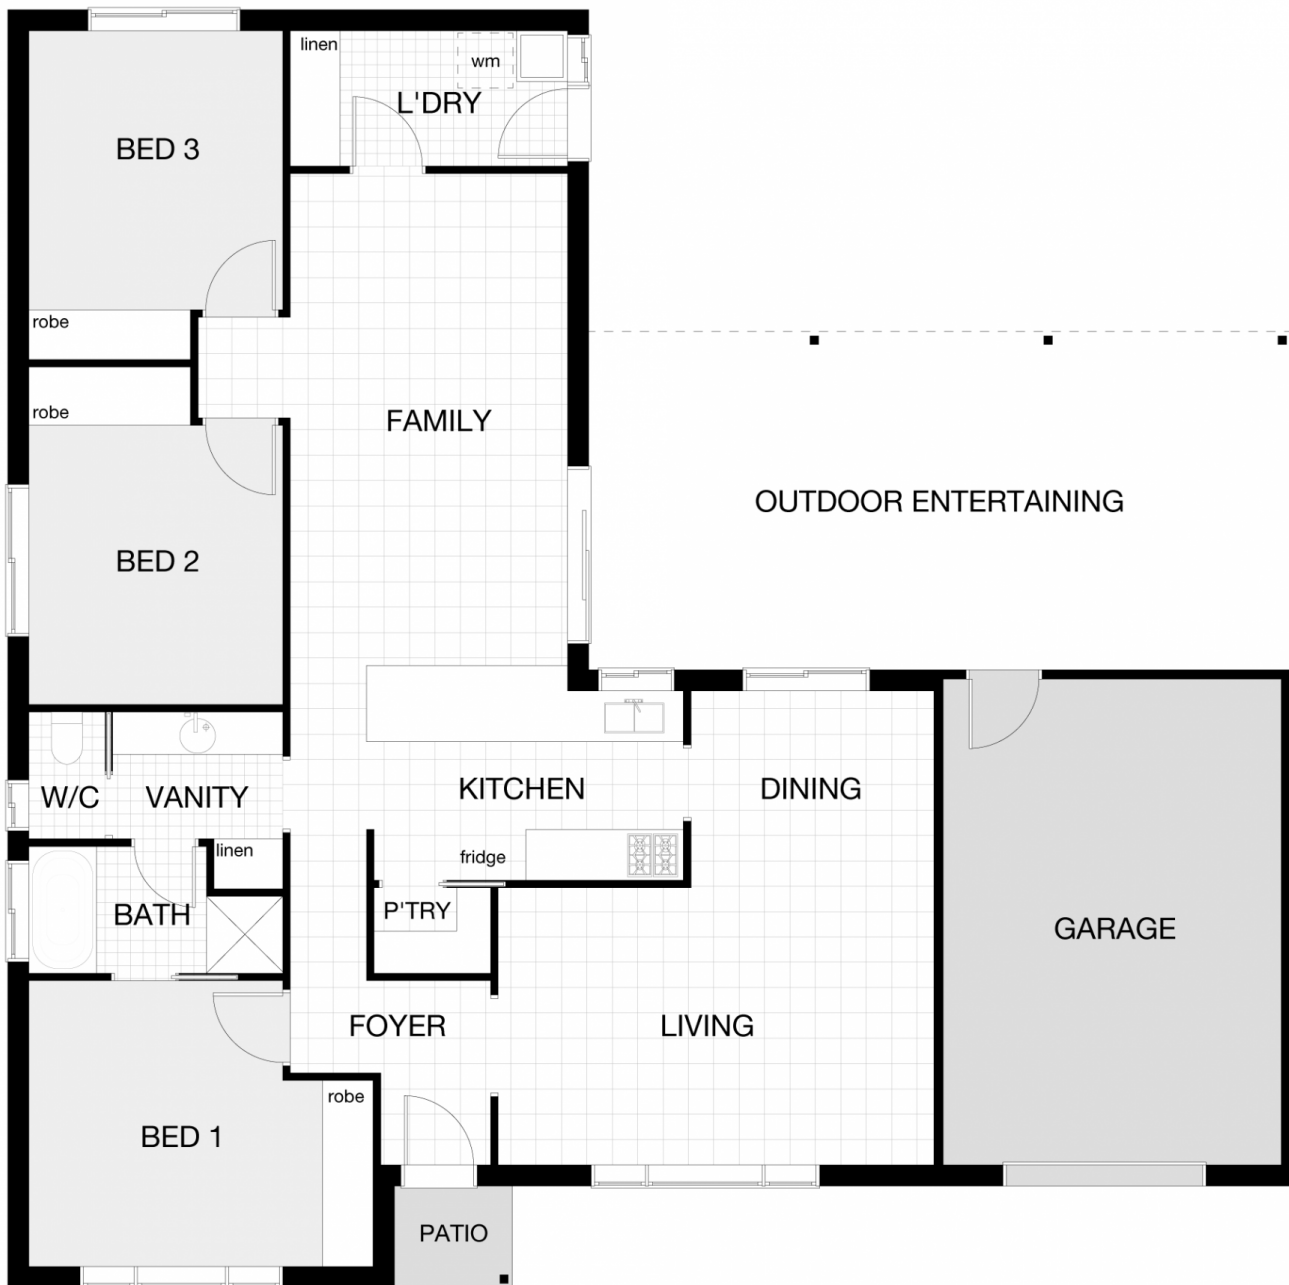 linen
wm
L'DRY
BED 3
robe
robe
FAMILY
OUTDOOR ENTERTAINING
BED 2
W/C
VANITY
KITCHEN
DINING
linen
fridge
BATH
P'TRY
GARAGE
FOYER
LIVING
robe
BED 1
PATIO